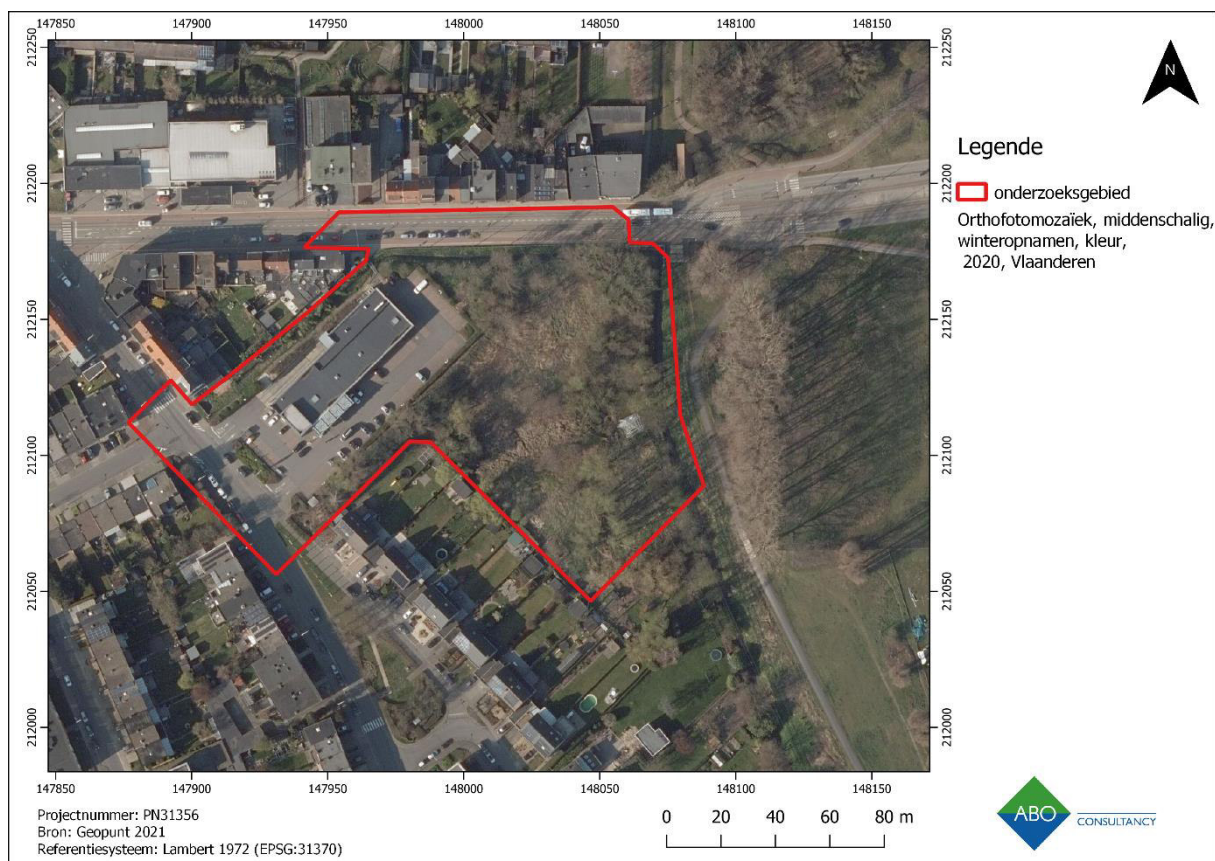 147850 147900 147950 148000 148050 148100 148150
212250 212250
N
Legende
212200 212200
onderzoeksgebied
Orthofotomozaïek, middenschalig,
winteropnamen, kleur,
2020, Vlaanderen
212150 212150
212100 212100
212050 212050
212000 212000
147850 147900 147950 148000 148050 148100 148150
Projectnummer: PN31356
Bron: Geopunt 2021
Referentiesysteem: Lambert 1972 (EPSG:31370)
0 20 40 60 80 m
ABO CONSULTANCY